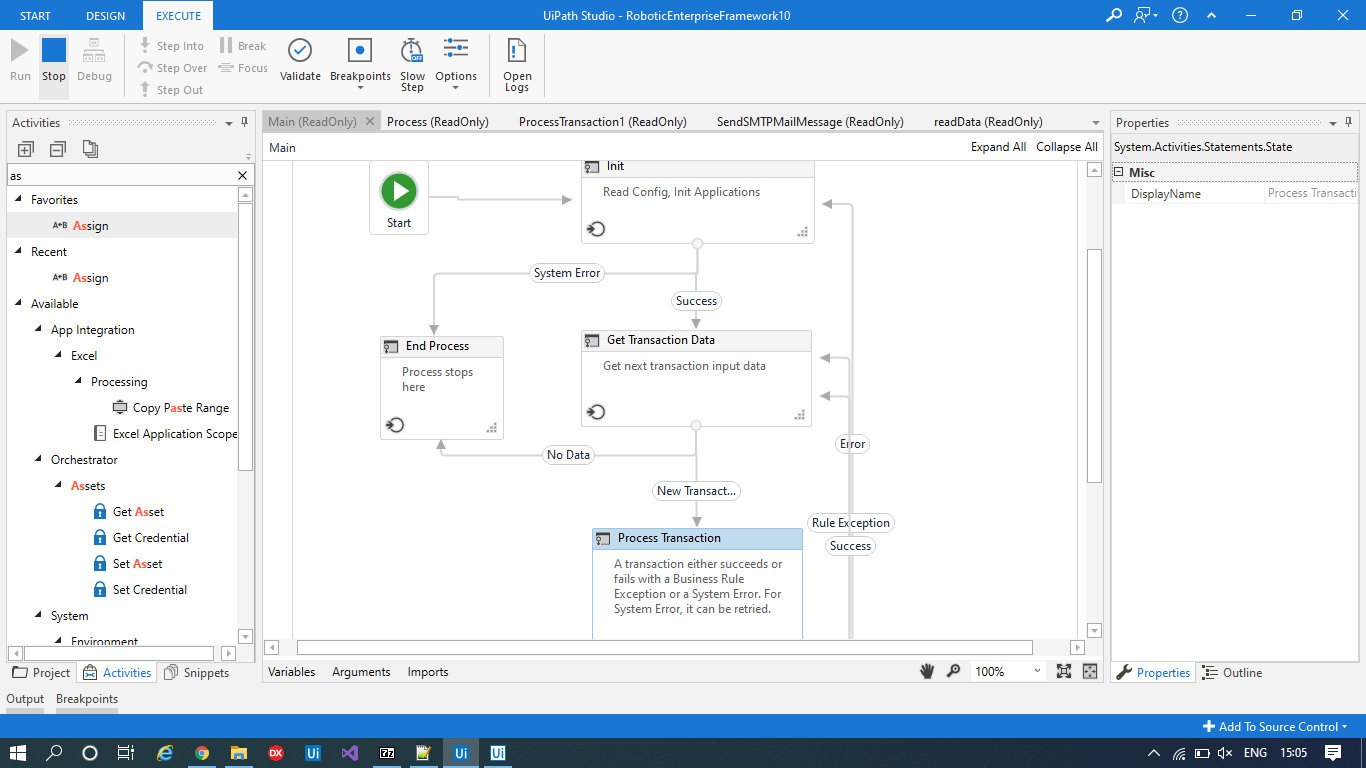 START
DESIGN
EXECUTE
UiPath Studio - RoboticEnterpriseFramework10
Run
Stop
Debug
Step Into
Step Over
Step Out
Break
Focus
Validate
Breakpoints
Slow
Step
OFF
Options
Open
Logs
Activities
as
Favorites
A+B Assign
Recent
A+B Assign
Available
App Integration
Excel
Processing
Copy Paste Range
Excel Application Scope
Orchestrator
Assets
Get Asset
Get Credential
Set Asset
Set Credential
System
Environment
Project
Activities
Snippets
Main (ReadOnly)
Process (ReadOnly)
ProcessTransaction1 (ReadOnly)
SendSMTPMailMessage (ReadOnly)
readData (ReadOnly)
Main
Expand All
Collapse All
Start
Init
Read Config, Init Applications
System Error
Success
End Process
Process stops
here
Get Transaction Data
Get next transaction input data
Error
No Data
New Transact...
Rule Exception
Success
Process Transaction
A transaction either succeeds or
fails with a Business Rule
Exception or a System Error. For
System Error, it can be retried.
Variables
Arguments
Imports
100%
Properties
System.Activities.Statements.State
Misc
DisplayName
Process Transacti
Properties
Outline
Output
Breakpoints
Add To Source Control
DX
Ui
Ui
Ui
ENG
15:05